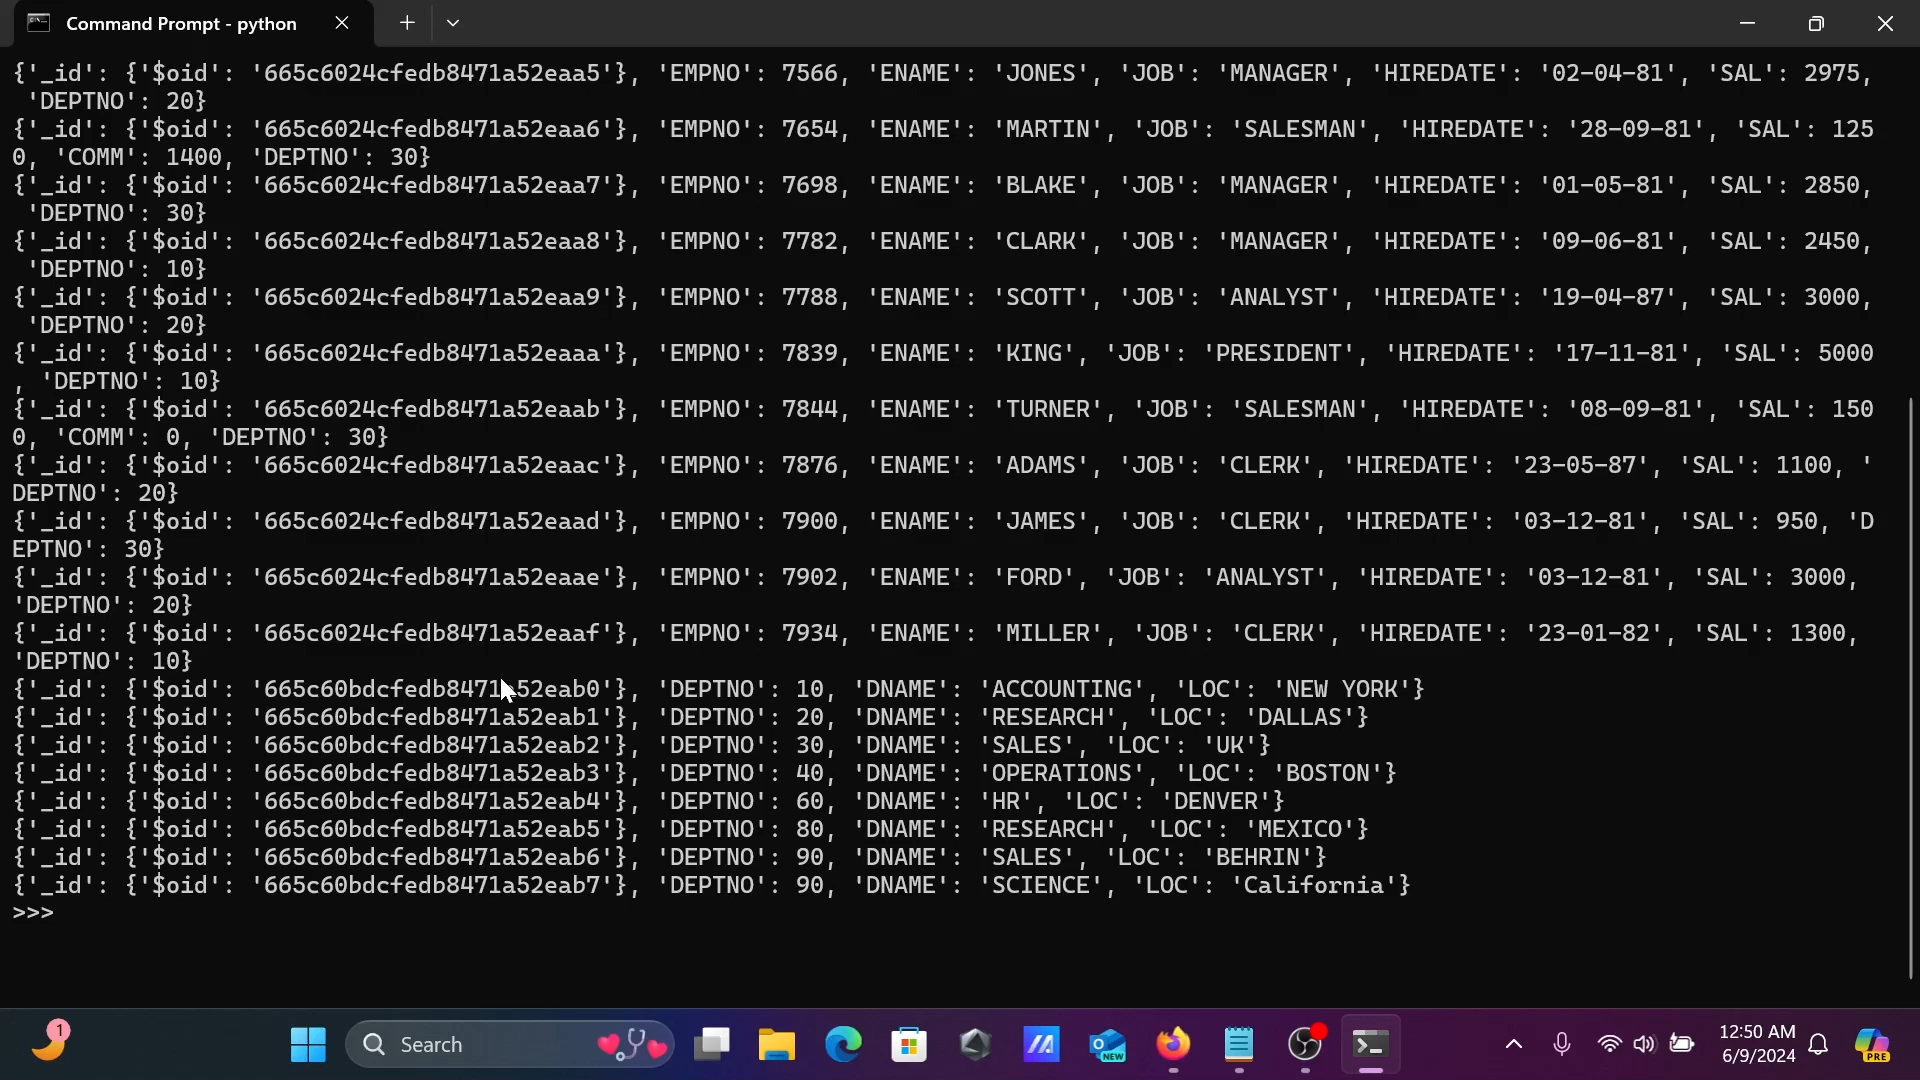 Command Prompt - python
{'_id': {'$oid': '665c6024cfedb8471a52eaa5'}, 'EMPNO': 7566, 'ENAME': 'JONES', 'JOB': 'MANAGER', 'HIREDATE': '02-04-81', 'SAL': 2975,
'DEPTNO': 20}
{'_id': {'$oid': '665c6024cfedb8471a52eaa6'}, 'EMPNO': 7654, 'ENAME': 'MARTIN', 'JOB': 'SALESMAN', 'HIREDATE': '28-09-81', 'SAL': 125
0, 'COMM': 1400, 'DEPTNO': 30}
{'_id': {'$oid': '665c6024cfedb8471a52eaa7'}, 'EMPNO': 7698, 'ENAME': 'BLAKE', 'JOB': 'MANAGER', 'HIREDATE': '01-05-81', 'SAL': 2850,
'DEPTNO': 30}
{'_id': {'$oid': '665c6024cfedb8471a52eaa8'}, 'EMPNO': 7782, 'ENAME': 'CLARK', 'JOB': 'MANAGER', 'HIREDATE': '09-06-81', 'SAL': 2450,
'DEPTNO': 10}
{'_id': {'$oid': '665c6024cfedb8471a52eaa9'}, 'EMPNO': 7788, 'ENAME': 'SCOTT', 'JOB': 'ANALYST', 'HIREDATE': '19-04-87', 'SAL': 3000,
'DEPTNO': 20}
{'_id': {'$oid': '665c6024cfedb8471a52eaaa'}, 'EMPNO': 7839, 'ENAME': 'KING', 'JOB': 'PRESIDENT', 'HIREDATE': '17-11-81', 'SAL': 5000
, 'DEPTNO': 10}
{'_id': {'$oid': '665c6024cfedb8471a52eaab'}, 'EMPNO': 7844, 'ENAME': 'TURNER', 'JOB': 'SALESMAN', 'HIREDATE': '08-09-81', 'SAL': 150
0, 'COMM': 0, 'DEPTNO': 30}
{'_id': {'$oid': '665c6024cfedb8471a52eaac'}, 'EMPNO': 7876, 'ENAME': 'ADAMS', 'JOB': 'CLERK', 'HIREDATE': '23-05-87', 'SAL': 1100, '
DEPTNO': 20}
{'_id': {'$oid': '665c6024cfedb8471a52eaad'}, 'EMPNO': 7900, 'ENAME': 'JAMES', 'JOB': 'CLERK', 'HIREDATE': '03-12-81', 'SAL': 950, 'D
EPTNO': 30}
{'_id': {'$oid': '665c6024cfedb8471a52eaae'}, 'EMPNO': 7902, 'ENAME': 'FORD', 'JOB': 'ANALYST', 'HIREDATE': '03-12-81', 'SAL': 3000,
'DEPTNO': 20}
{'_id': {'$oid': '665c6024cfedb8471a52eaaf'}, 'EMPNO': 7934, 'ENAME': 'MILLER', 'JOB': 'CLERK', 'HIREDATE': '23-01-82', 'SAL': 1300,
'DEPTNO': 10}
{'_id': {'$oid': '665c60bdcfedb8471a52eab0'}, 'DEPTNO': 10, 'DNAME': 'ACCOUNTING', 'LOC': 'NEW YORK'}
{'_id': {'$oid': '665c60bdcfedb8471a52eab1'}, 'DEPTNO': 20, 'DNAME': 'RESEARCH', 'LOC': 'DALLAS'}
{'_id': {'$oid': '665c60bdcfedb8471a52eab2'}, 'DEPTNO': 30, 'DNAME': 'SALES', 'LOC': 'UK'}
{'_id': {'$oid': '665c60bdcfedb8471a52eab3'}, 'DEPTNO': 40, 'DNAME': 'OPERATIONS', 'LOC': 'BOSTON'}
{'_id': {'$oid': '665c60bdcfedb8471a52eab4'}, 'DEPTNO': 60, 'DNAME': 'HR', 'LOC': 'DENVER'}
{'_id': {'$oid': '665c60bdcfedb8471a52eab5'}, 'DEPTNO': 80, 'DNAME': 'RESEARCH', 'LOC': 'MEXICO'}
{'_id': {'$oid': '665c60bdcfedb8471a52eab6'}, 'DEPTNO': 90, 'DNAME': 'SALES', 'LOC': 'BEHRIN'}
{'_id': {'$oid': '665c60bdcfedb8471a52eab7'}, 'DEPTNO': 90, 'DNAME': 'SCIENCE', 'LOC': 'California'}
>>>
1
Search
NEW
12:50 AM
6/9/2024
PRE